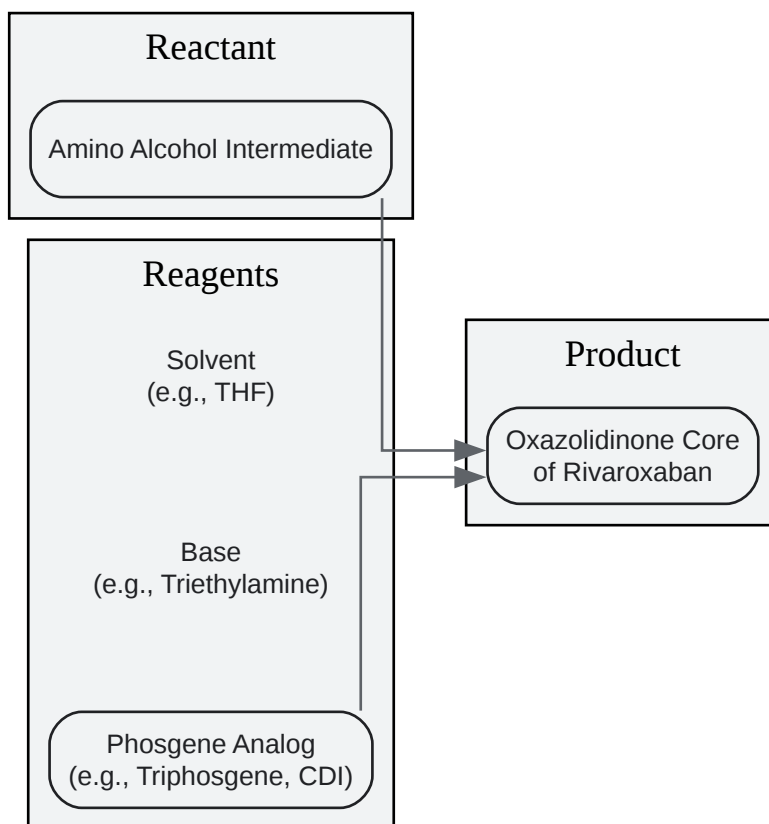 Reactant
Amino Alcohol Intermediate
Reagents
Solvent
(e.g., THF)
Base
(e.g., Triethylamine)
Phosgene Analog
(e.g., Triphosgene, CDI)
Product
Oxazolidinone Core
of Rivaroxaban